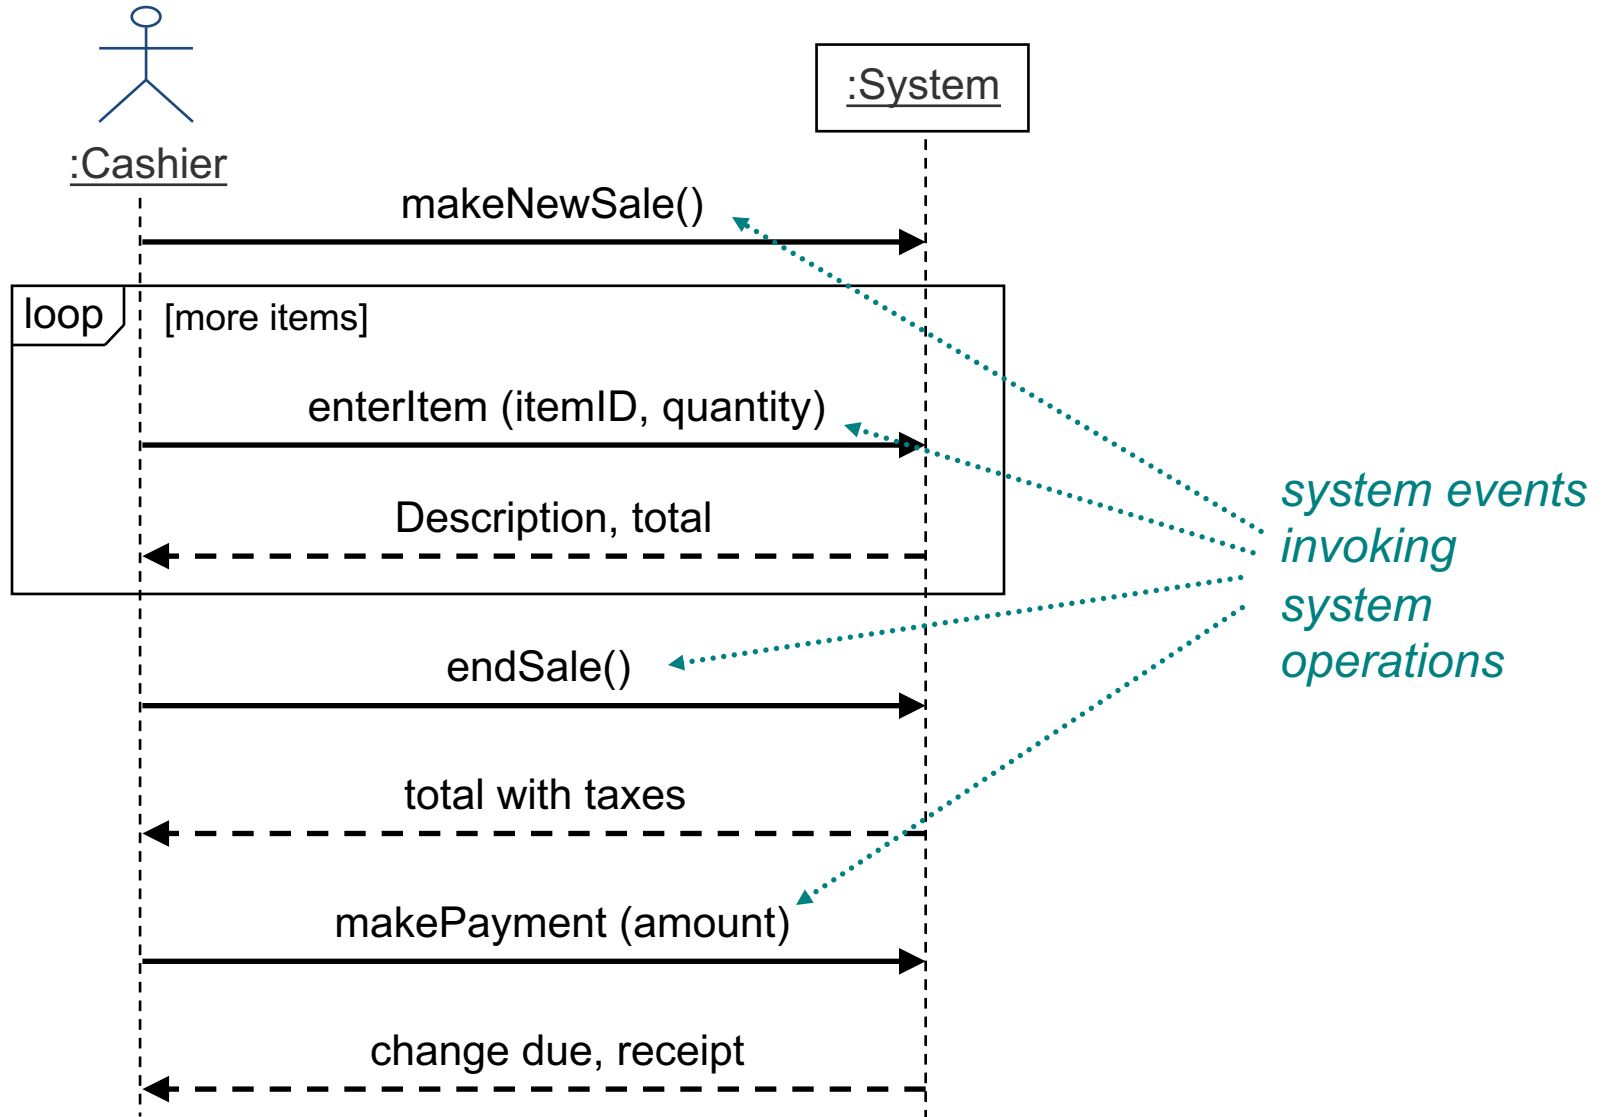 :System
:Cashier
makeNewSale()
loop
[more items]
enterItem (itemID, quantity)
Description, total
system events
invoking
system
operations
endSale()
total with taxes
makePayment (amount)
change due, receipt